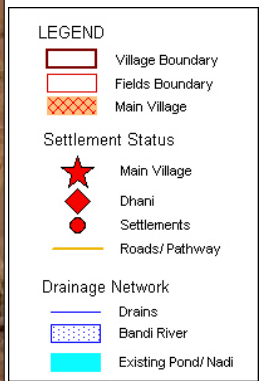 LEGEND
Village Boundary
Fields Boundary
Main Village
Settlement Status
Main Village
Dhani
Settlements
Roads/Pathway
Drainage Network
Drains
Bandi River
Existing Pond/Nadi